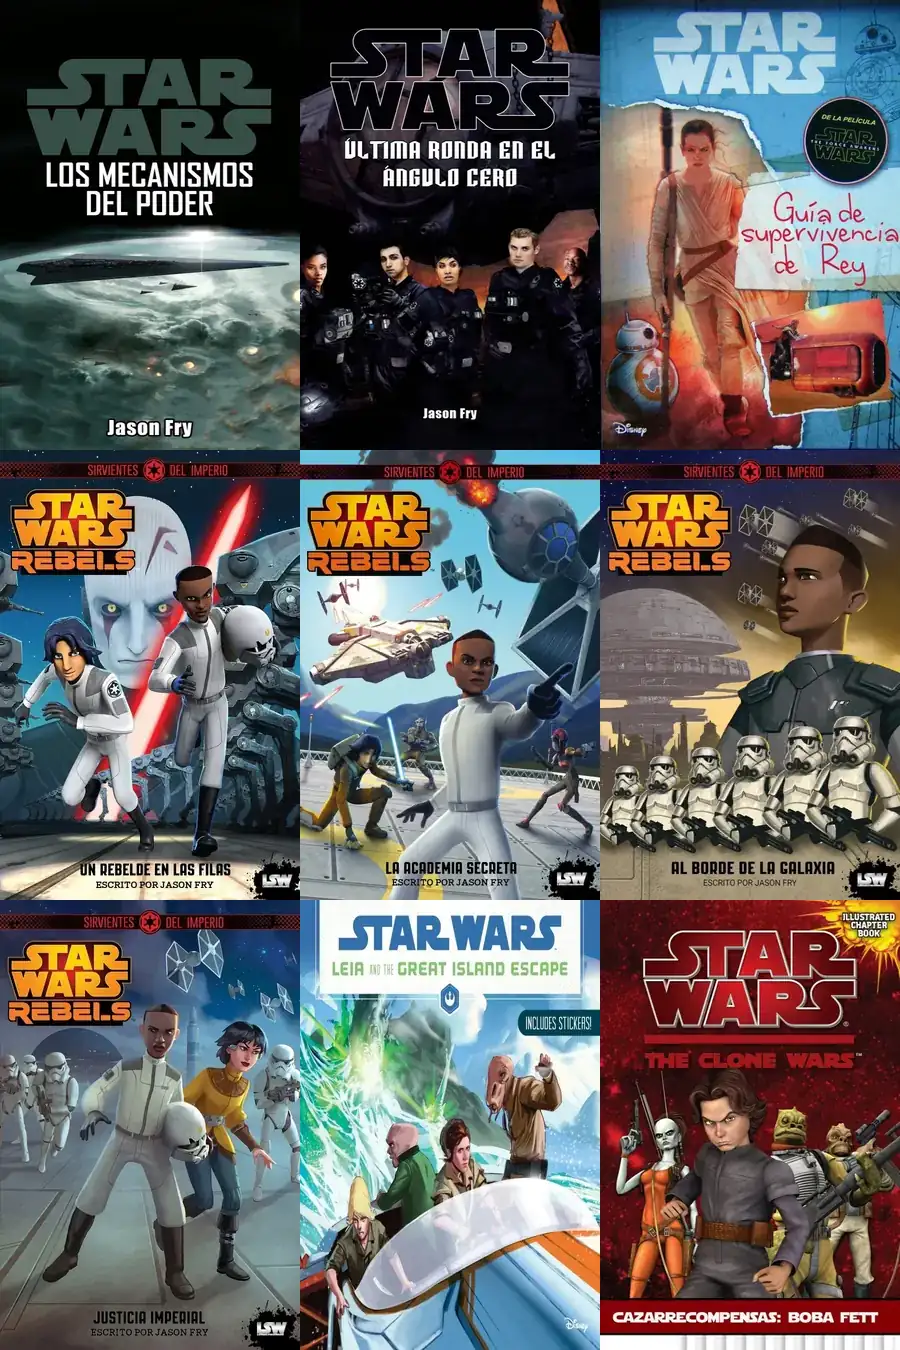 STAR
WARS
LOS MECANISMOS
DEL PODER
Jason Fry
STAR
WARS
ÚLTIMA RONDA EN EL
ÁNGULO CERO
Jason Fry
STAR
WARS
DE LA PELÍCULA
STAR
THE FORCE AWAKENS
WARS
Guía de
supervivencia
de Rey
Disney
SIRVIENTES DEL IMPERIO
STAR
WARS
REBELS
UN REBELDE EN LAS FILAS
ESCRITO POR JASON FRY
LSW
SIRVIENTES DEL IMPERIO
STAR
WARS
REBELS
LA ACADEMIA SECRETA
ESCRITO POR JASON FRY
LSW
SIRVIENTES DEL IMPERIO
STAR
WARS
REBELS
AL BORDE DE LA GALAXIA
ESCRITO POR JASON FRY
LSW
SIRVIENTES DEL IMPERIO
STAR
WARS
REBELS
JUSTICIA IMPERIAL
ESCRITO POR JASON FRY
LSW
STAR WARS
LEIA AND THE GREAT ISLAND ESCAPE
INCLUDES STICKERS!
Disney
ILLUSTRATED
CHAPTER
BOOK
STAR
WARS
THE CLONE WARS™
CAZARRECOMPENSAS: BOBA FETT